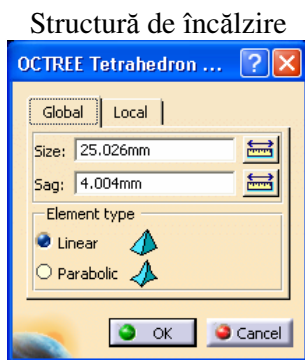 Structură de încălzire
OCTREE Tetrahedron ...
Global Local
Size: 25.026mm
Sag: 4.004mm
Element type
Linear
Parabolic
OK Cancel